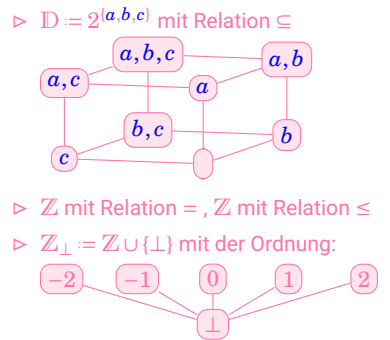 ▷ 𝔻 := 2^{a,b,c} mit Relation ⊆
a, b, c
a, b
a, c
a
b, c
b
c
▷ ℤ mit Relation = , ℤ mit Relation ≤
▷ ℤ⊥ := ℤ ∪ {⊥} mit der Ordnung:
−2 −1 0 1 2
⊥